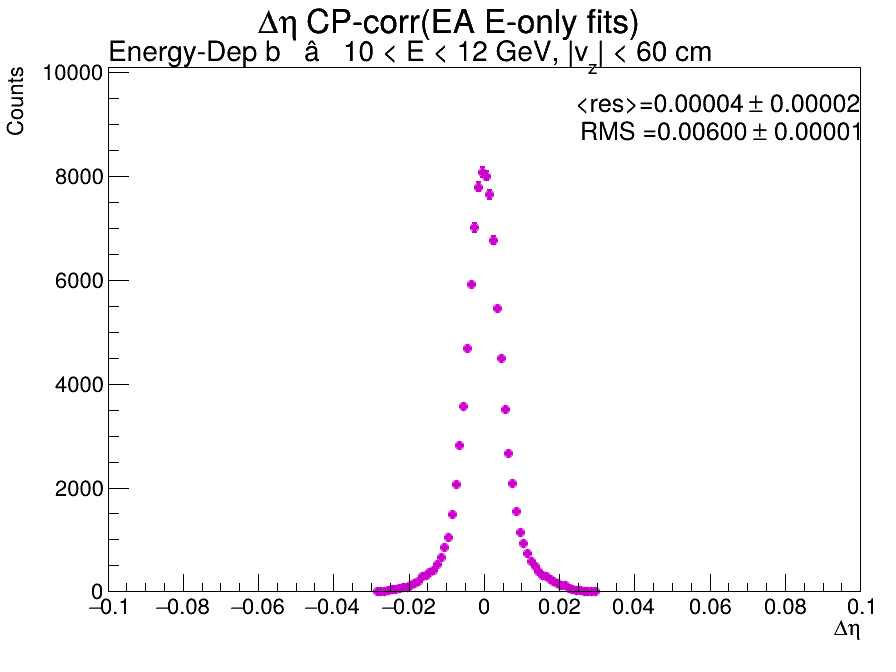 Δη CP-corr(EA E-only fits)
Energy-Dep b â 10 < E < 12 GeV, |v_z| < 60 cm
Counts
<res>=0.00004 ± 0.00002
RMS =0.00600 ± 0.00001
10000
8000
6000
4000
2000
0
−0.1 −0.08 −0.06 −0.04 −0.02 0 0.02 0.04 0.06 0.08 0.1
Δη